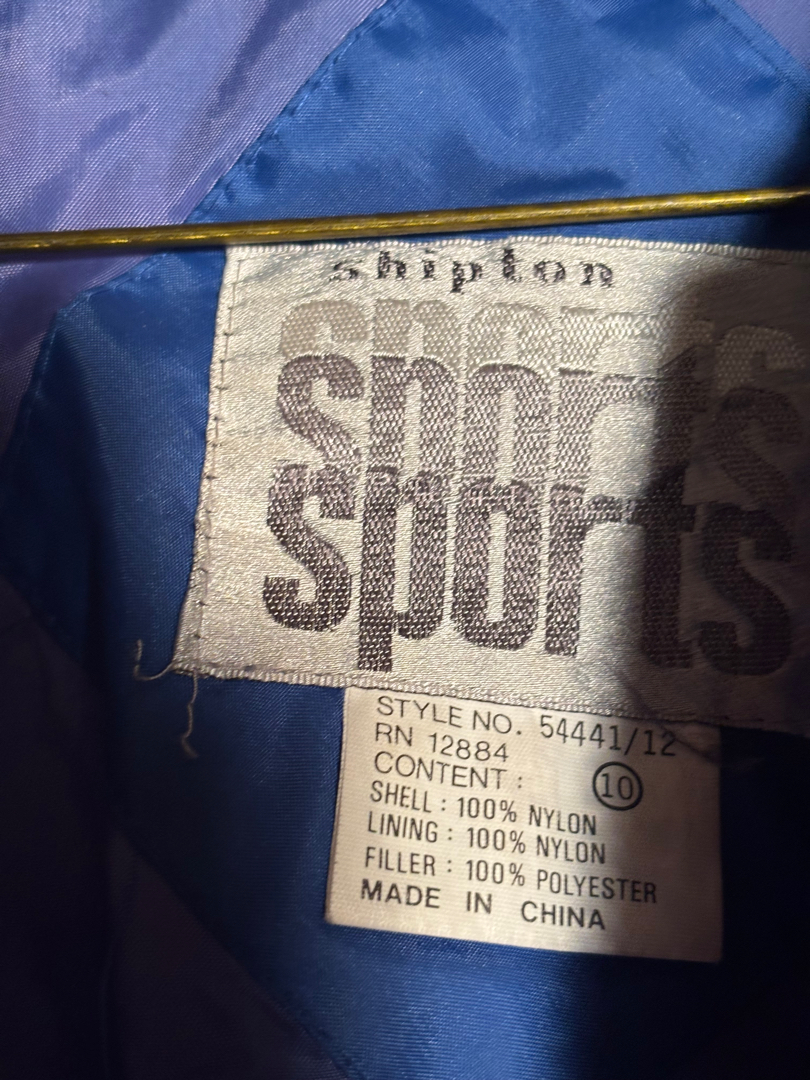 shipton
sports
sports
sports
STYLE NO. 54441/12
RN 12884
CONTENT : 10
SHELL : 100% NYLON
LINING : 100% NYLON
FILLER : 100% POLYESTER
MADE IN CHINA